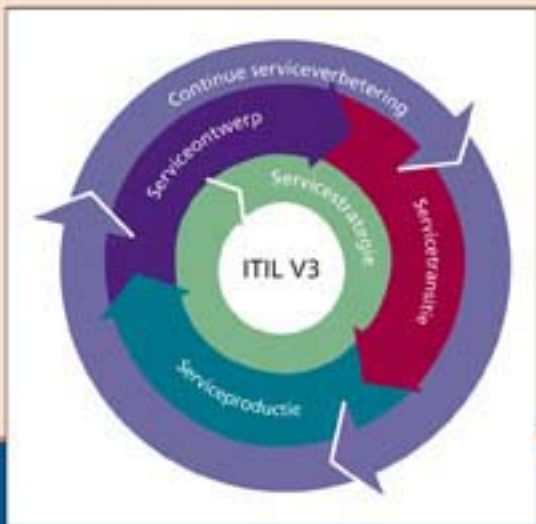 Continue serviceverbetering
Serviceontwerp
Servicestrategie
Servicetransitie
ITIL V3
Serviceproductie